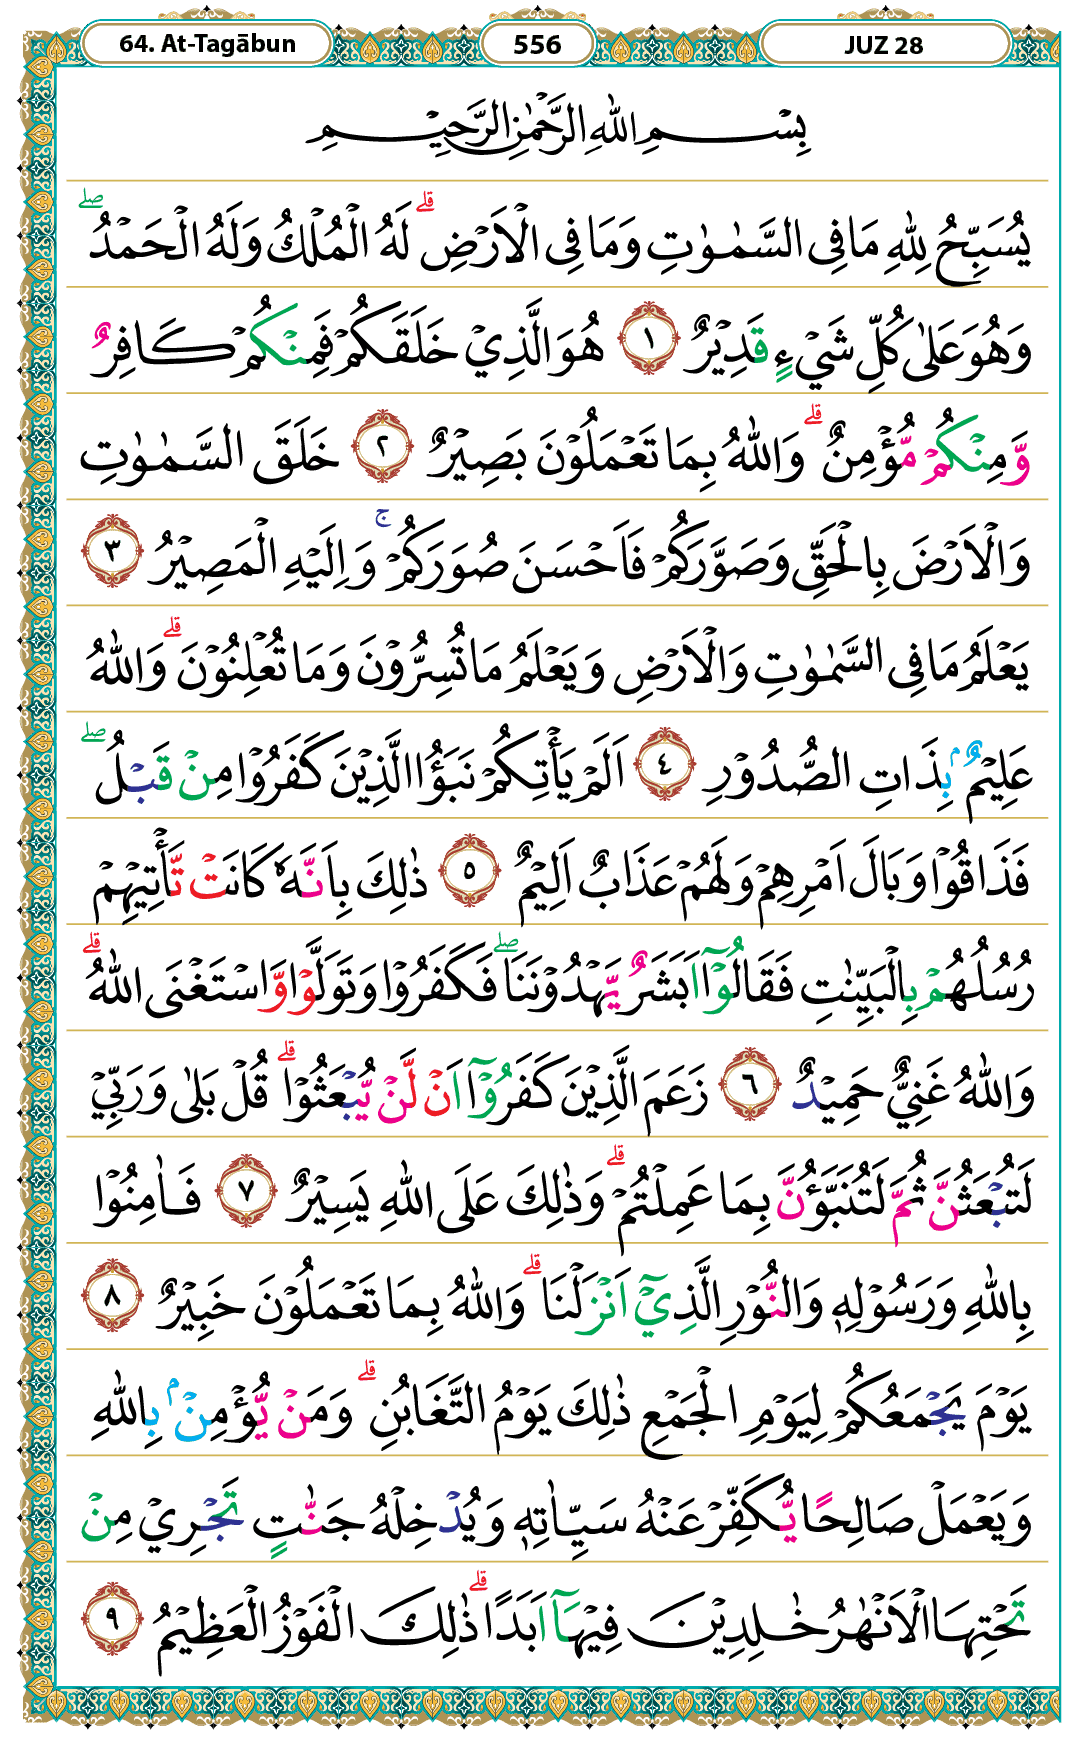 64. At-Tagābun
556
JUZ 28
بِسْمِ اللّٰهِ الرَّحْمٰنِ الرَّحِيْمِ
يُسَبِّحُ لِلّٰهِ مَا فِى السَّمٰوٰتِ وَمَا فِى الْاَرْضِۗ لَهُ الْمُلْكُ وَلَهُ الْحَمْدُۖ
وَهُوَ عَلٰى كُلِّ شَيْءٍ قَدِيْرٌ ١ هُوَ الَّذِيْ خَلَقَكُمْ فَمِنْكُمْ كَافِرٌ
وَّمِنْكُمْ مُّؤْمِنٌۗ وَاللّٰهُ بِمَا تَعْمَلُوْنَ بَصِيْرٌ ٢ خَلَقَ السَّمٰوٰتِ
وَالْاَرْضَ بِالْحَقِّ وَصَوَّرَكُمْ فَاَحْسَنَ صُوَرَكُمْۚ وَاِلَيْهِ الْمَصِيْرُ ٣
يَعْلَمُ مَا فِى السَّمٰوٰتِ وَالْاَرْضِ وَيَعْلَمُ مَا تُسِرُّوْنَ وَمَا تُعْلِنُوْنَۗ وَاللّٰهُ
عَلِيْمٌ ۢبِذَاتِ الصُّدُوْرِ ٤ اَلَمْ يَأْتِكُمْ نَبَؤُا الَّذِيْنَ كَفَرُوْا مِنْ قَبْلُۖ
فَذَاقُوْا وَبَالَ اَمْرِهِمْ وَلَهُمْ عَذَابٌ اَلِيْمٌ ٥ ذٰلِكَ بِاَنَّهٗ كَانَتْ تَّأْتِيْهِمْ
رُسُلُهُمْ بِالْبَيِّنٰتِ فَقَالُوْٓا اَبَشَرٌ يَّهْدُوْنَنَاۖ فَكَفَرُوْا وَتَوَلَّوْا وَّاسْتَغْنَى اللّٰهُۗ
وَاللّٰهُ غَنِيٌّ حَمِيْدٌ ٦ زَعَمَ الَّذِيْنَ كَفَرُوْٓا اَنْ لَّنْ يُّبْعَثُوْاۗ قُلْ بَلٰى وَرَبِّيْ
لَتُبْعَثُنَّ ثُمَّ لَتُنَبَّؤُنَّ بِمَا عَمِلْتُمْۗ وَذٰلِكَ عَلَى اللّٰهِ يَسِيْرٌ ٧ فَاٰمِنُوْا
بِاللّٰهِ وَرَسُوْلِهٖ وَالنُّوْرِ الَّذِيْٓ اَنْزَلْنَاۗ وَاللّٰهُ بِمَا تَعْمَلُوْنَ خَبِيْرٌ ٨
يَوْمَ يَجْمَعُكُمْ لِيَوْمِ الْجَمْعِ ذٰلِكَ يَوْمُ التَّغَابُنِۗ وَمَنْ يُّؤْمِنْۢ بِاللّٰهِ
وَيَعْمَلْ صَالِحًا يُّكَفِّرْ عَنْهُ سَيِّاٰتِهٖ وَيُدْخِلْهُ جَنّٰتٍ تَجْرِيْ مِنْ
تَحْتِهَا الْاَنْهٰرُ خٰلِدِيْنَ فِيْهَآ اَبَدًاۗ ذٰلِكَ الْفَوْزُ الْعَظِيْمُ ٩